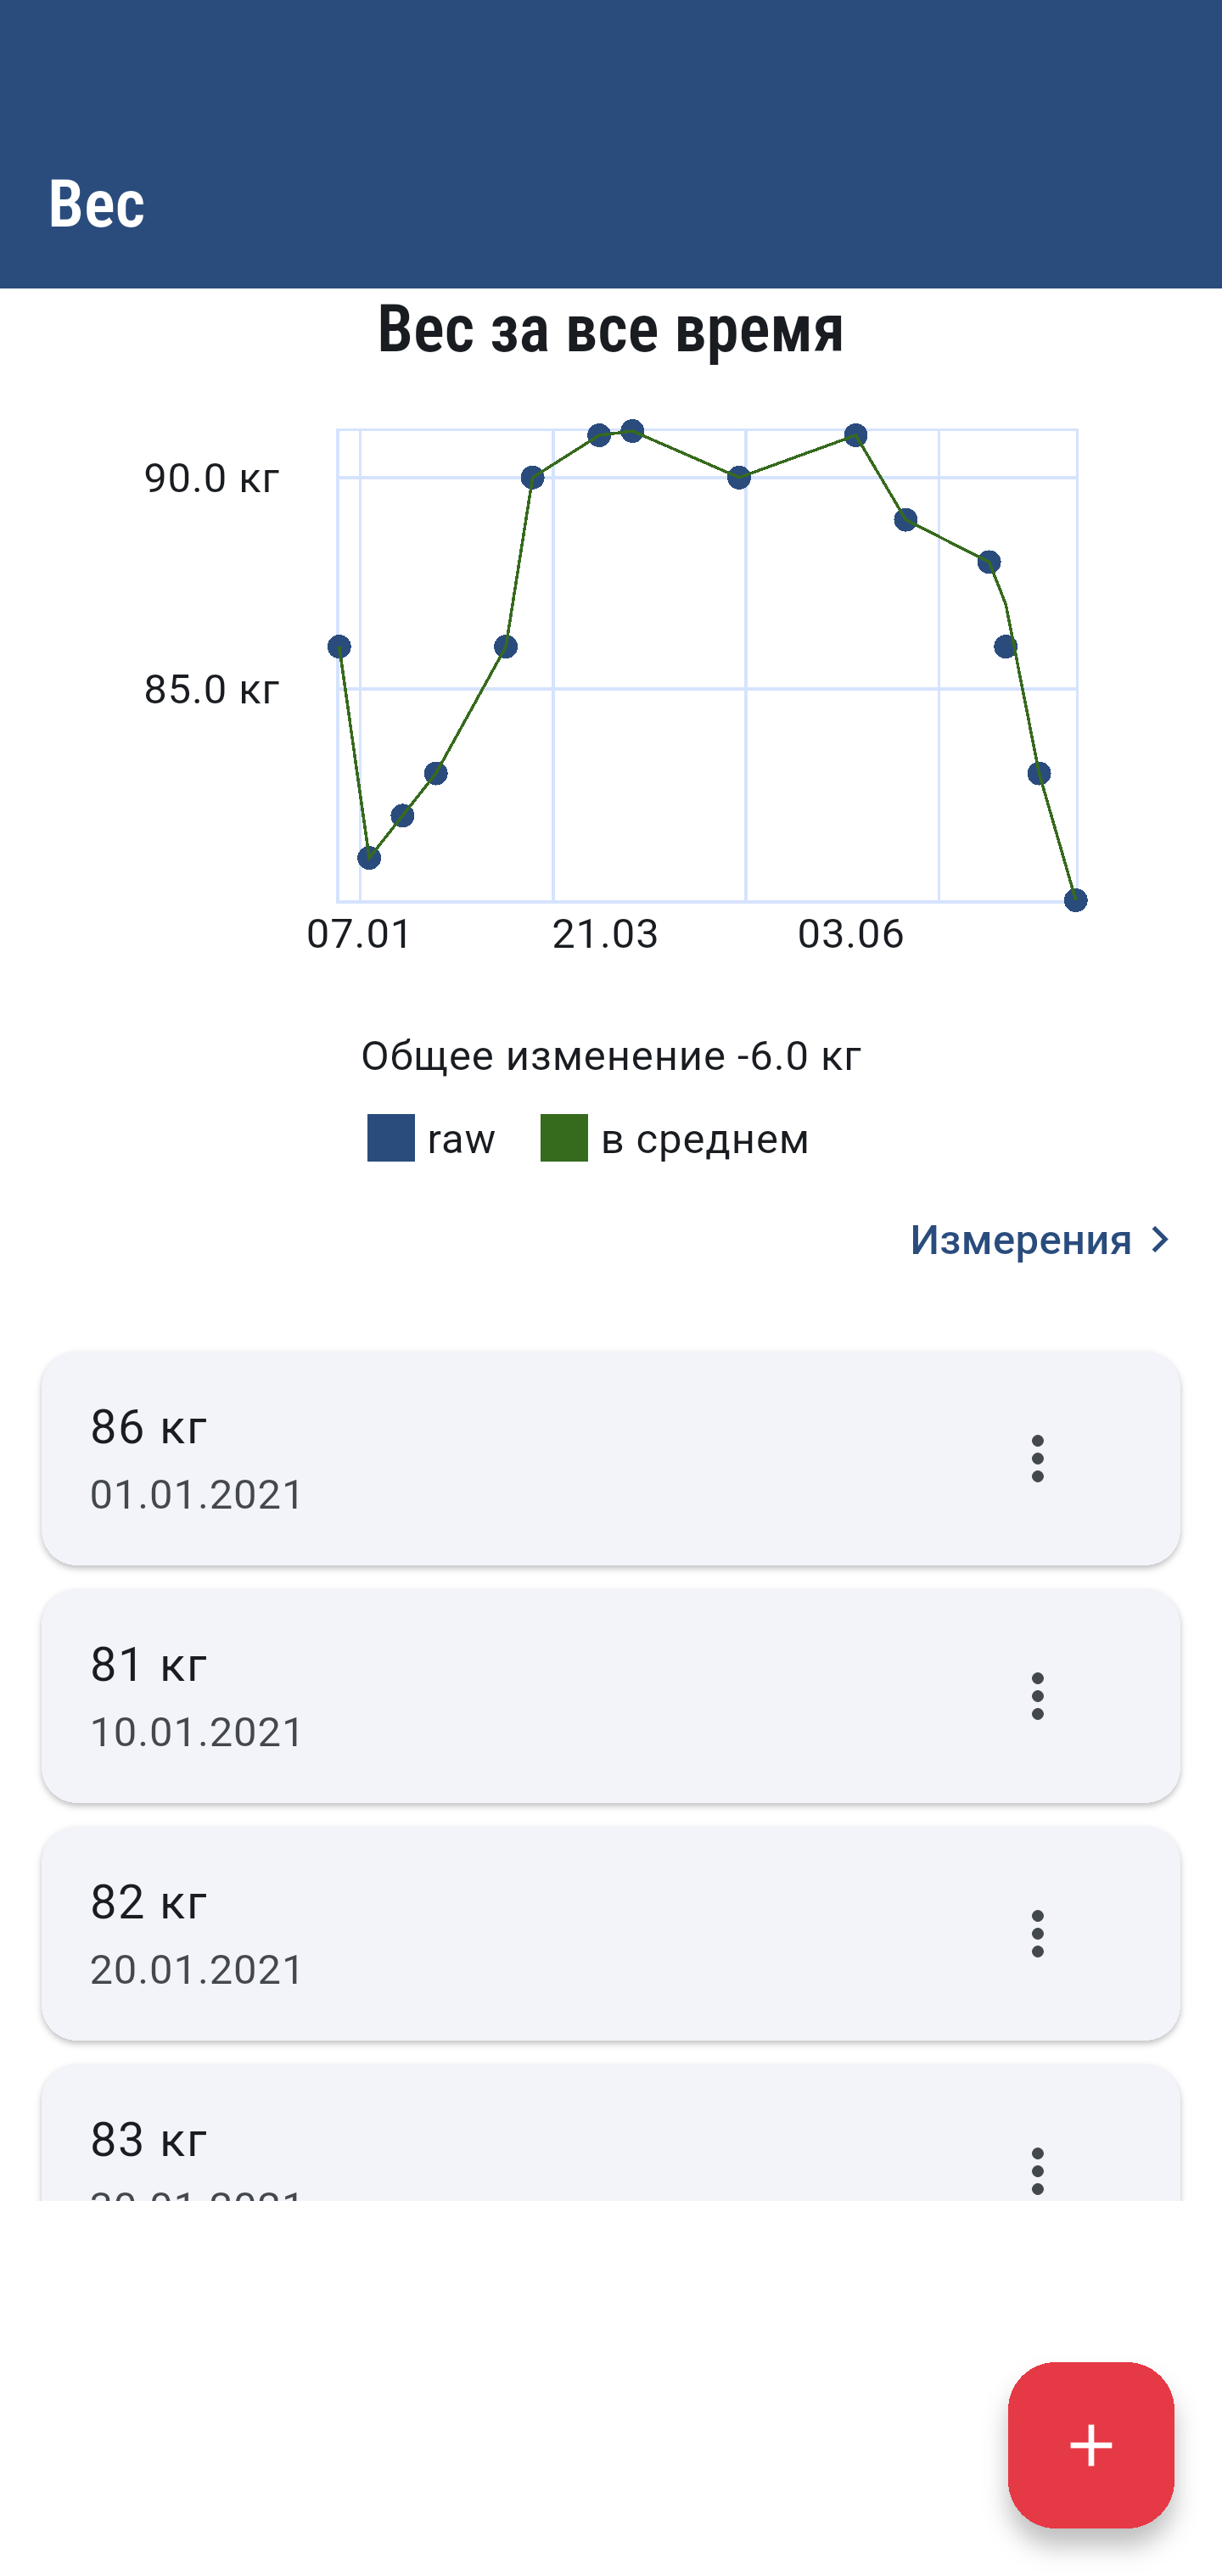 Вес
Вес за все время
90.0 кг
85.0 кг
07.01 21.03 03.06
Общее изменение -6.0 кг
raw в среднем
Измерения
86 кг
01.01.2021
81 кг
10.01.2021
82 кг
20.01.2021
83 кг